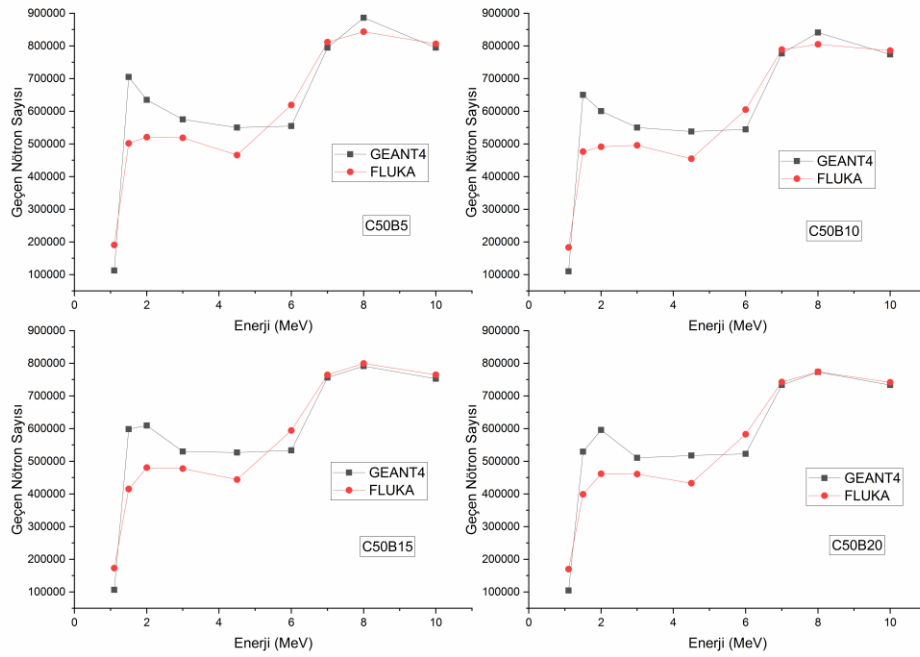 900000
800000
700000
600000
500000
400000
300000
200000
100000
Geçen Nötron Sayısı
GEANT4
FLUKA
C50B5
0 2 4 6 8 10
Enerji (MeV)
900000
800000
700000
600000
500000
400000
300000
200000
100000
Geçen Nötron Sayısı
GEANT4
FLUKA
C50B10
0 2 4 6 8 10
Enerji (MeV)
900000
800000
700000
600000
500000
400000
300000
200000
100000
Geçen Nötron Sayısı
GEANT4
FLUKA
C50B15
0 2 4 6 8 10
Enerji (MeV)
900000
800000
700000
600000
500000
400000
300000
200000
100000
Geçen Nötron Sayısı
GEANT4
FLUKA
C50B20
0 2 4 6 8 10
Enerji (MeV)